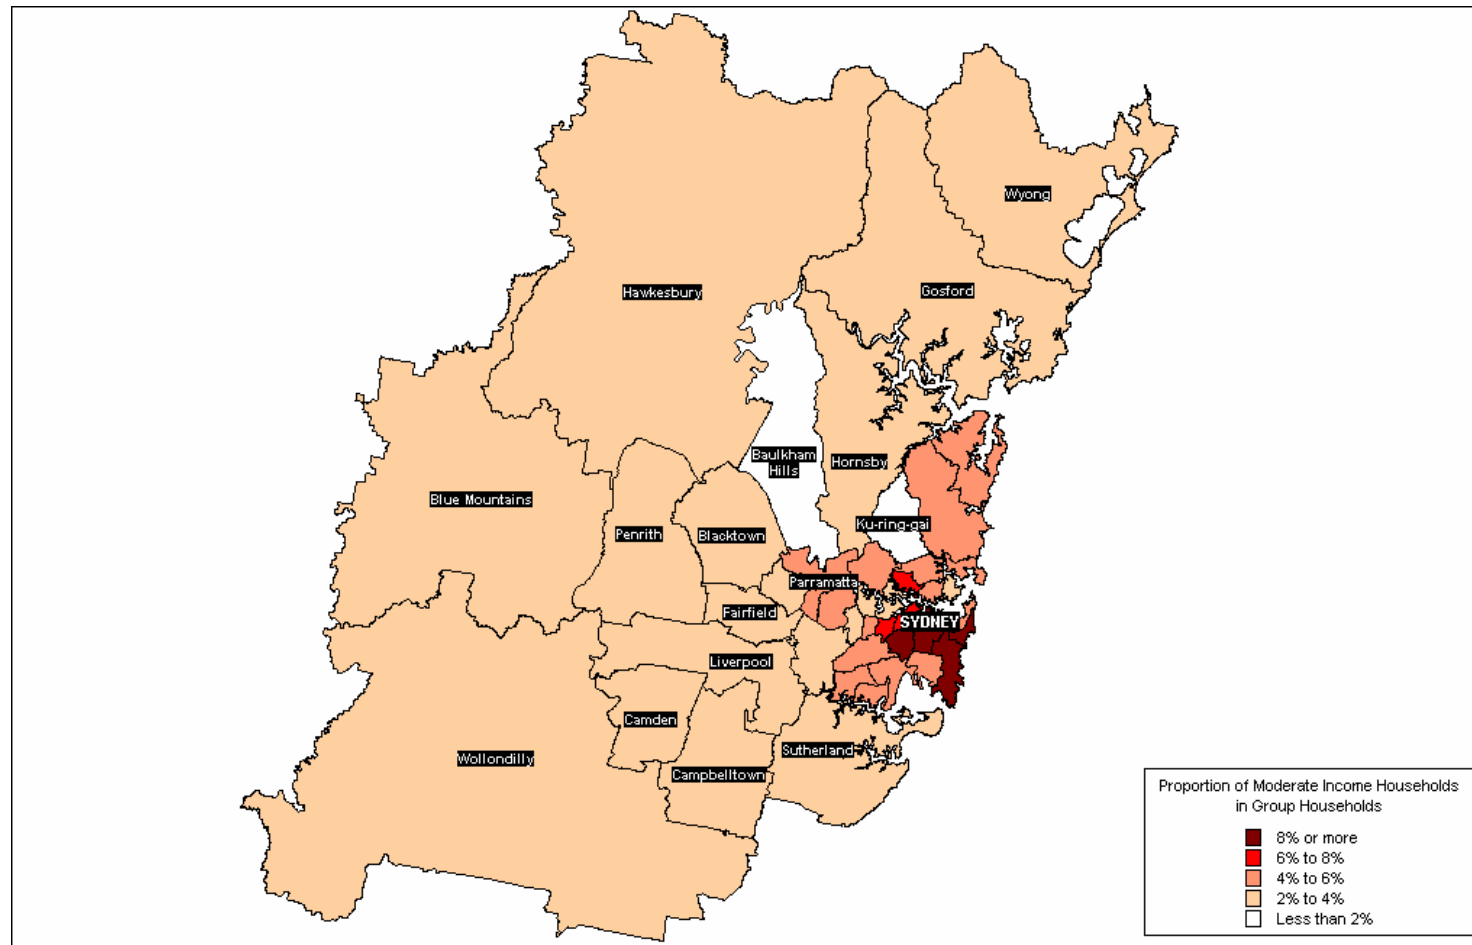 Wyong
Gosford
Hawkesbury
Baulkham
Hills
Hornsby
Blue Mountains
Ku-ring-gai
Penrith
Blacktown
Parramatta
Fairfield
SYDNEY
Liverpool
Camden
Sutherland
Wollondilly
Campbelltown
Proportion of Moderate Income Households
in Group Households
8% or more
6% to 8%
4% to 6%
2% to 4%
Less than 2%